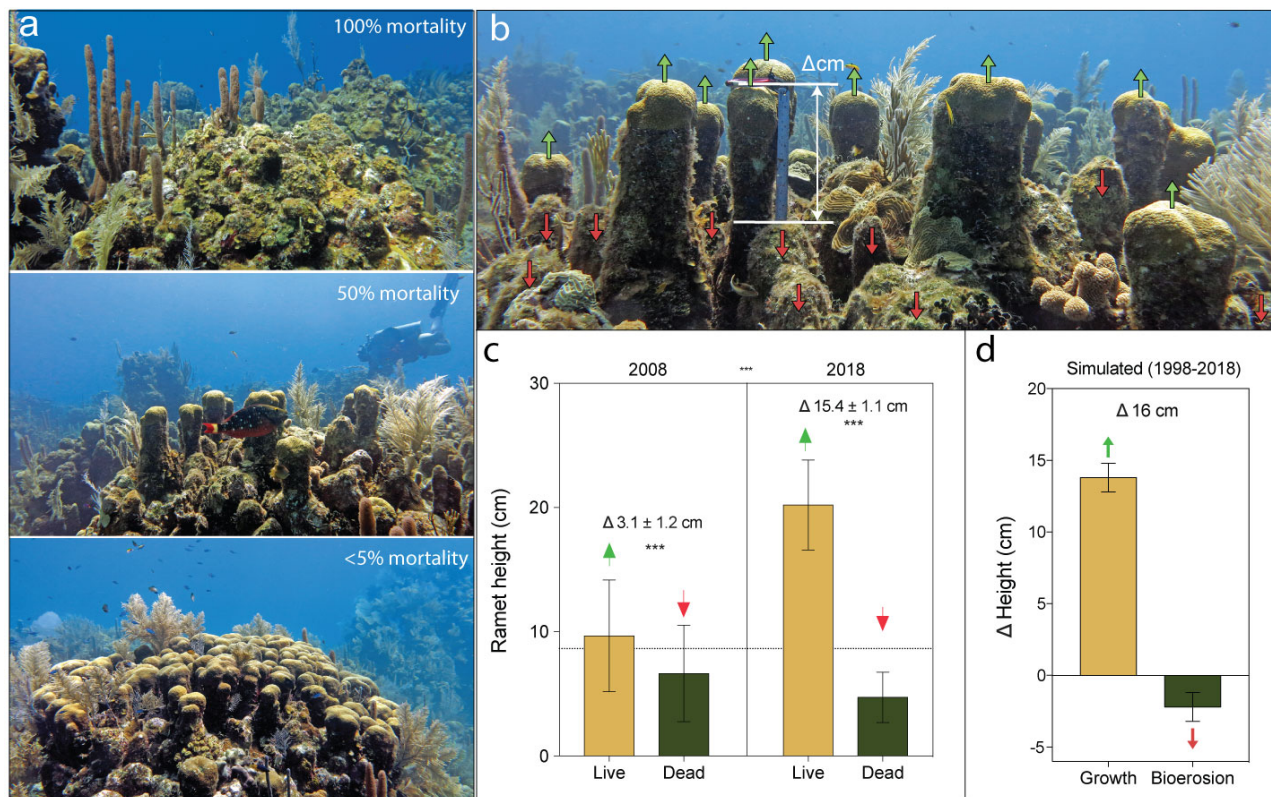 a
100% mortality
50% mortality
<5% mortality
b
Δcm
c
2008 *** 2018
Ramet height (cm)
30
20
10
0
Δ 3.1 ± 1.2 cm
***
Δ 15.4 ± 1.1 cm
***
Live Dead Live Dead
d
Simulated (1998-2018)
Δ Height (cm)
20
15
10
5
0
-5
Δ 16 cm
Growth Bioerosion